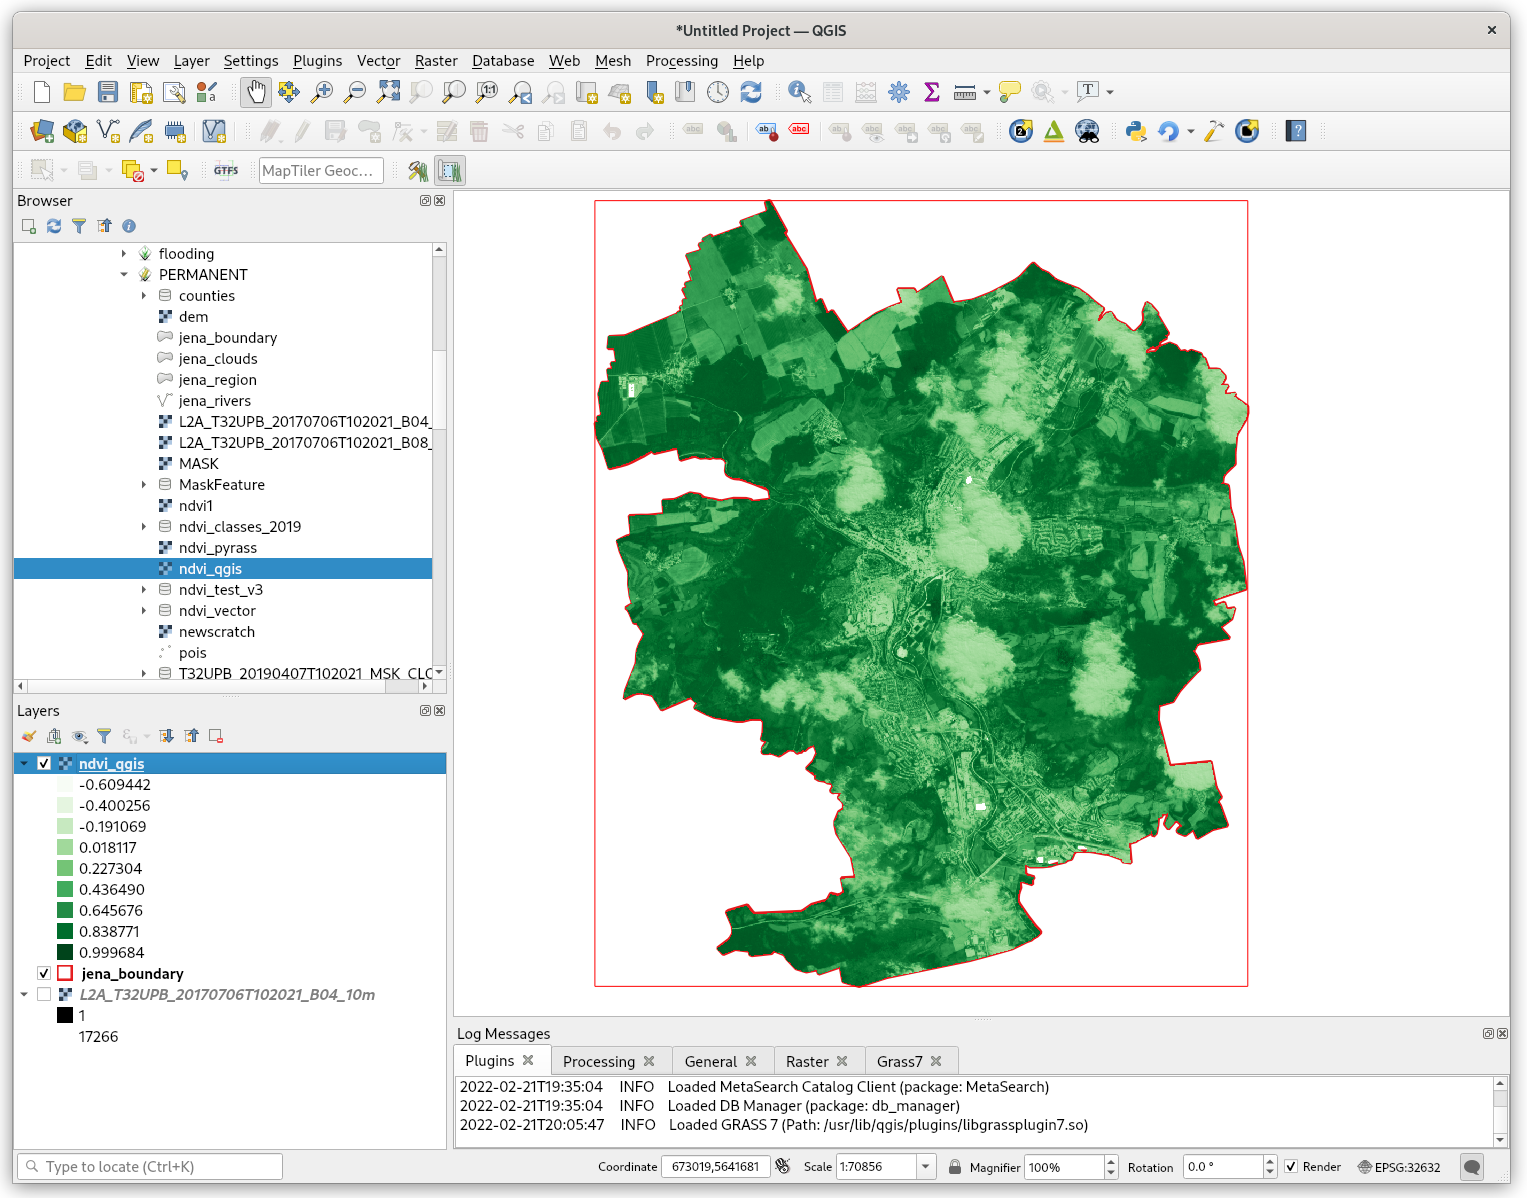 *Untitled Project — QGIS
Project Edit View Layer Settings Plugins Vector Raster Database Web Mesh Processing Help
GTFS MapTiler Geoc...
Browser
flooding
PERMANENT
counties
dem
jena_boundary
jena_clouds
jena_region
jena_rivers
L2A_T32UPB_20170706T102021_B04_
L2A_T32UPB_20170706T102021_B08_
MASK
MaskFeature
ndvi1
ndvi_classes_2019
ndvi_pyrass
ndvi_qgis
ndvi_test_v3
ndvi_vector
newscratch
pois
T32UPB_20190407T102021_MSK_CLO
Layers
ndvi_qgis
-0.609442
-0.400256
-0.191069
0.018117
0.227304
0.436490
0.645676
0.838771
0.999684
jena_boundary
L2A_T32UPB_20170706T102021_B04_10m
1
17266
Log Messages
Plugins Processing General Raster Grass7
2022-02-21T19:35:04 INFO Loaded MetaSearch Catalog Client (package: MetaSearch)
2022-02-21T19:35:04 INFO Loaded DB Manager (package: db_manager)
2022-02-21T20:05:47 INFO Loaded GRASS 7 (Path: /usr/lib/qgis/plugins/libgrassplugin7.so)
Type to locate (Ctrl+K) Coordinate 673019,5641681 Scale 1:70856 Magnifier 100% Rotation 0.0 ° Render EPSG:32632